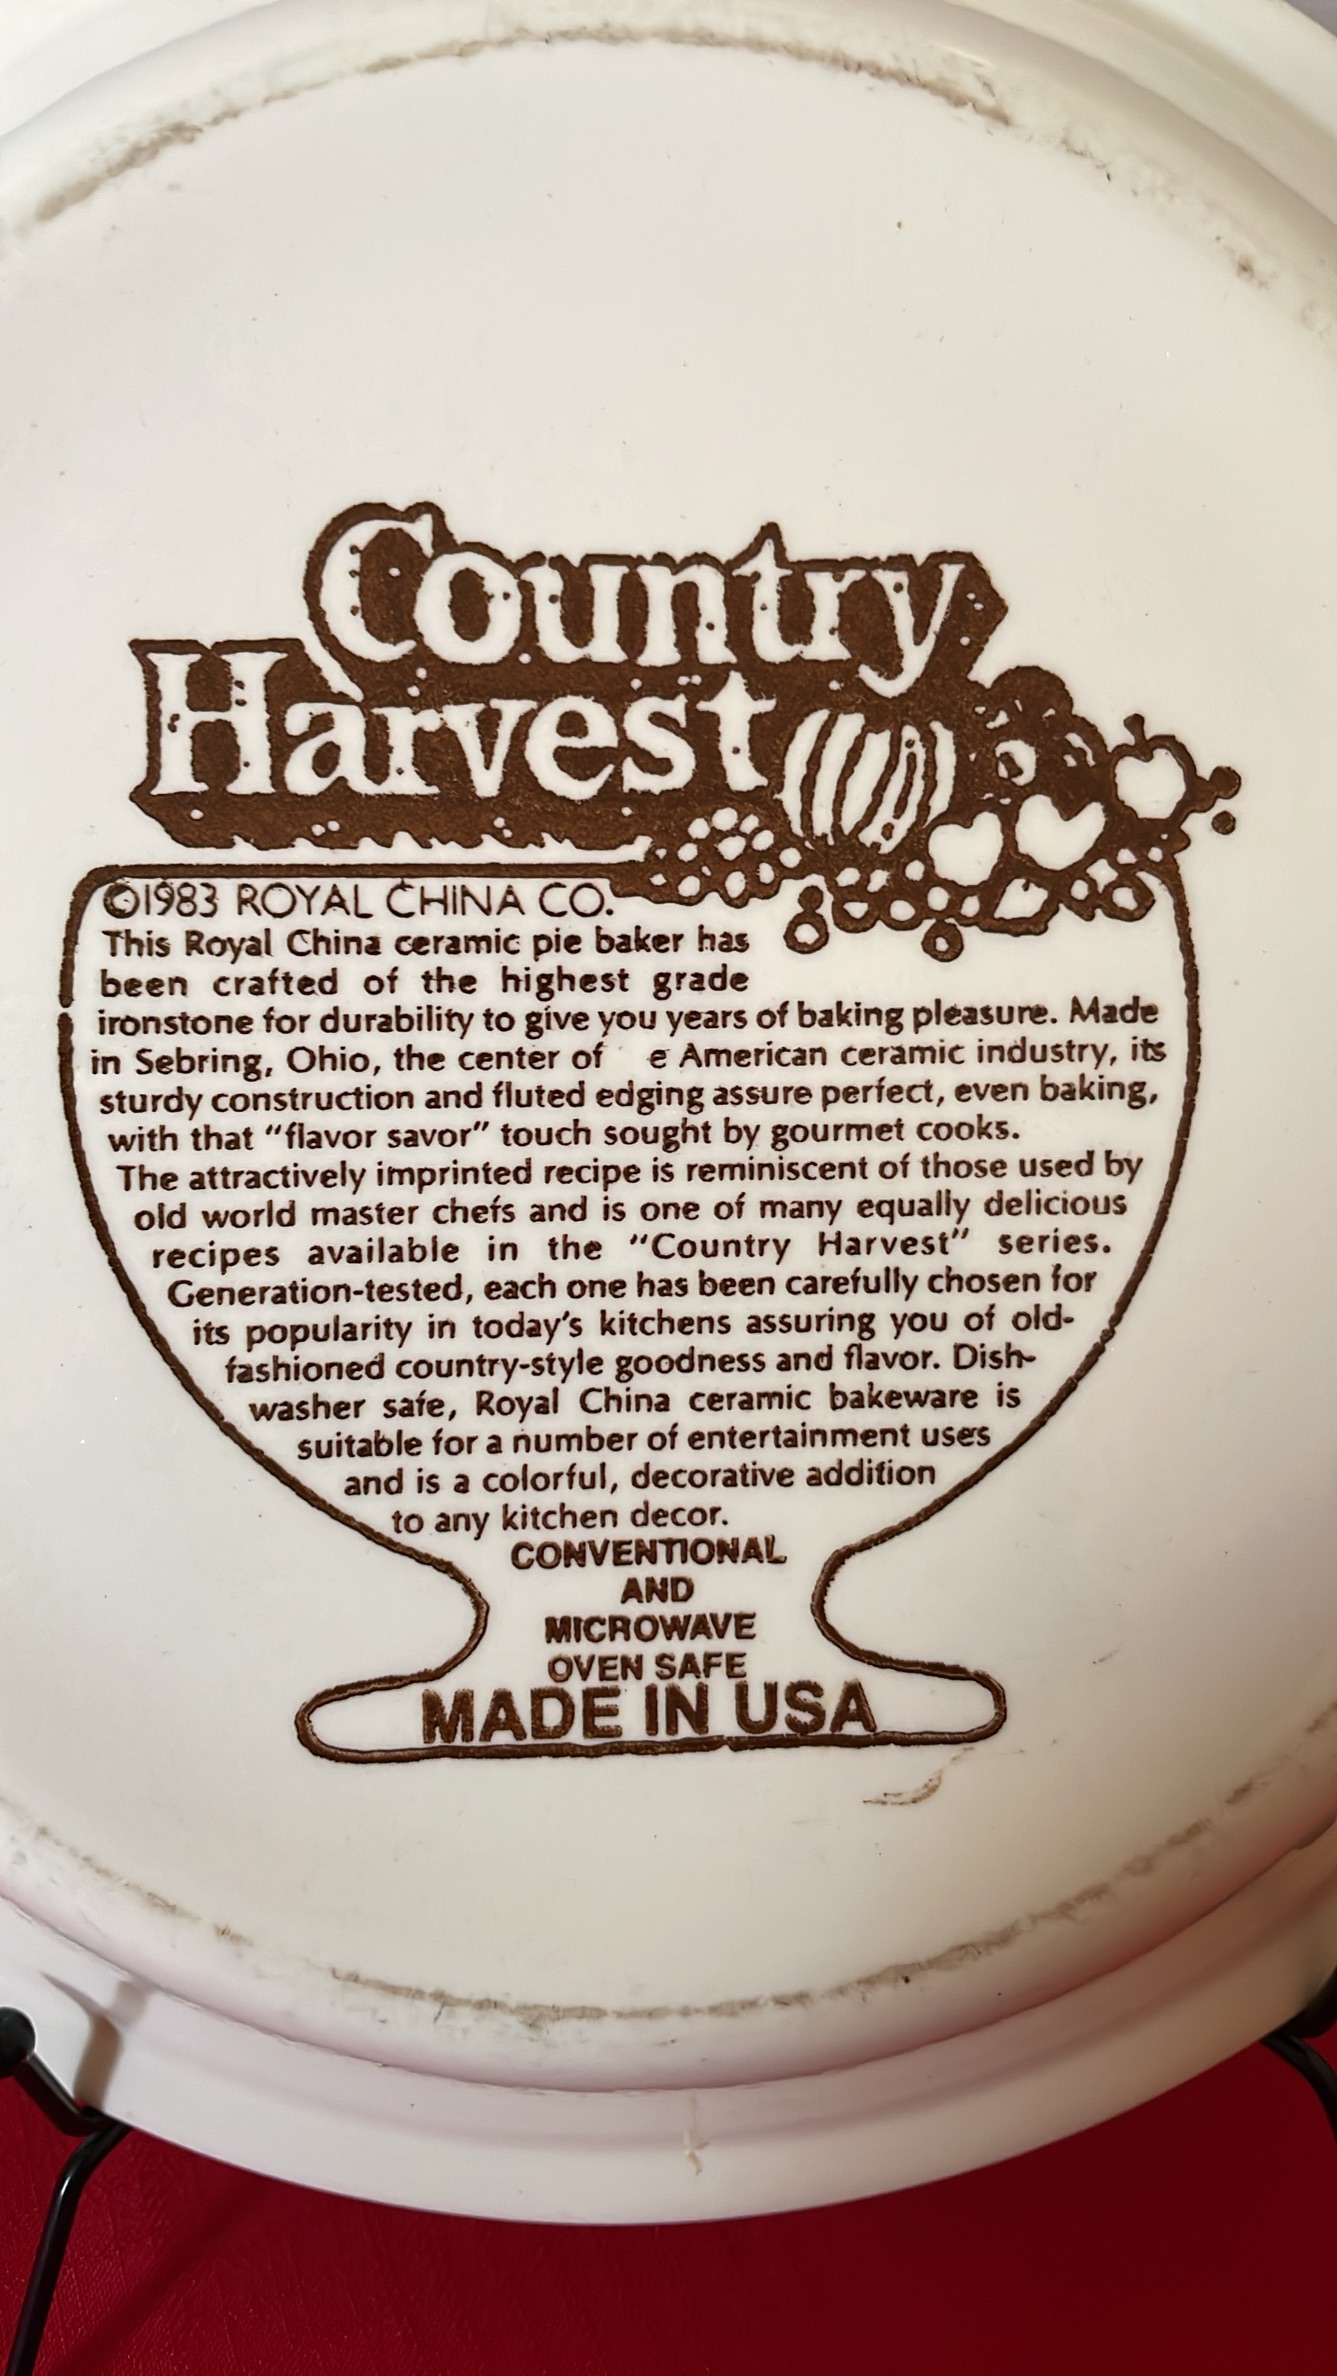 Country
Harvest
©1983 ROYAL CHINA CO.
This Royal China ceramic pie baker has
been crafted of the highest grade
ironstone for durability to give you years of baking pleasure. Made
in Sebring, Ohio, the center of e American ceramic industry, its
sturdy construction and fluted edging assure perfect, even baking,
with that "flavor savor" touch sought by gourmet cooks.
The attractively imprinted recipe is reminiscent of those used by
old world master chefs and is one of many equally delicious
recipes available in the "Country Harvest" series.
Generation-tested, each one has been carefully chosen for
its popularity in today's kitchens assuring you of old-
fashioned country-style goodness and flavor. Dish-
washer safe, Royal China ceramic bakeware is
suitable for a number of entertainment uses
and is a colorful, decorative addition
to any kitchen decor.
CONVENTIONAL
AND
MICROWAVE
OVEN SAFE
MADE IN USA